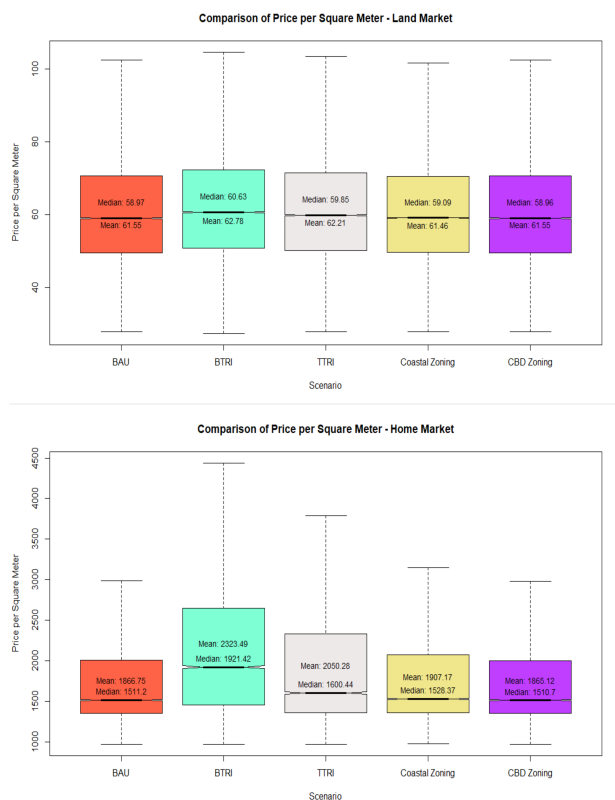 Comparison of Price per Square Meter - Land Market
Price per Square Meter
100
80
60
40
Median: 58.97
Mean: 61.55
Median: 60.63
Mean: 62.78
Median: 59.85
Mean: 62.21
Median: 59.09
Mean: 61.46
Median: 58.96
Mean: 61.55
BAU
BTRI
TTRI
Coastal Zoning
CBD Zoning
Scenario
Comparison of Price per Square Meter - Home Market
Price per Square Meter
4500
4000
3500
3000
2500
2000
1500
1000
Mean: 1866.75
Median: 1511.2
Mean: 2323.49
Median: 1921.42
Mean: 2050.28
Median: 1600.44
Mean: 1907.17
Median: 1528.37
Mean: 1865.12
Median: 1510.7
BAU
BTRI
TTRI
Coastal Zoning
CBD Zoning
Scenario